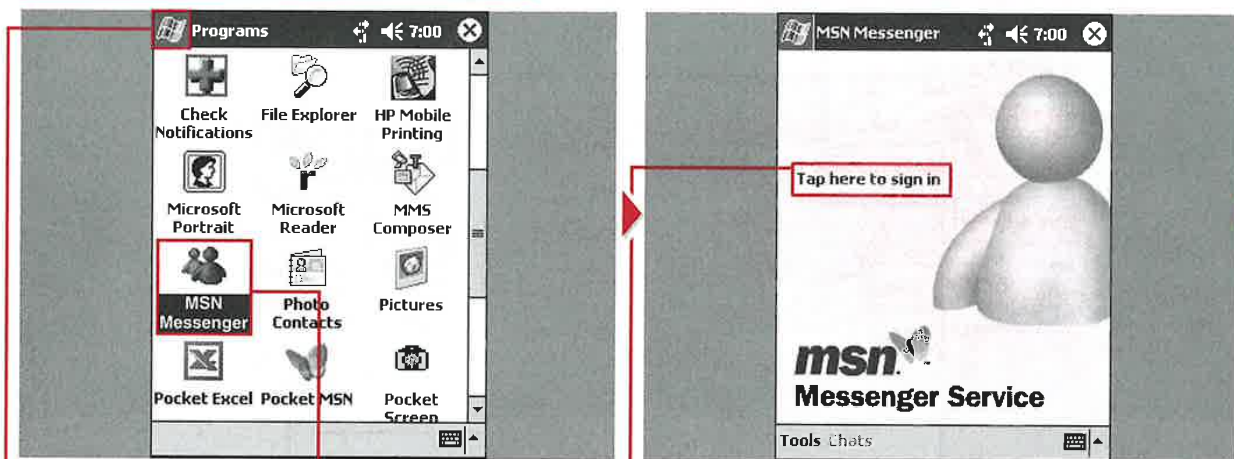 Programs 7:00
Check Notifications
File Explorer
HP Mobile Printing
Microsoft Portrait
Microsoft Reader
MMS Composer
MSN Messenger
Photo Contacts
Pictures
Pocket Excel
Pocket MSN
Pocket Screen
MSN Messenger 7:00
Tap here to sign in
msn
Messenger Service
Tools Chats